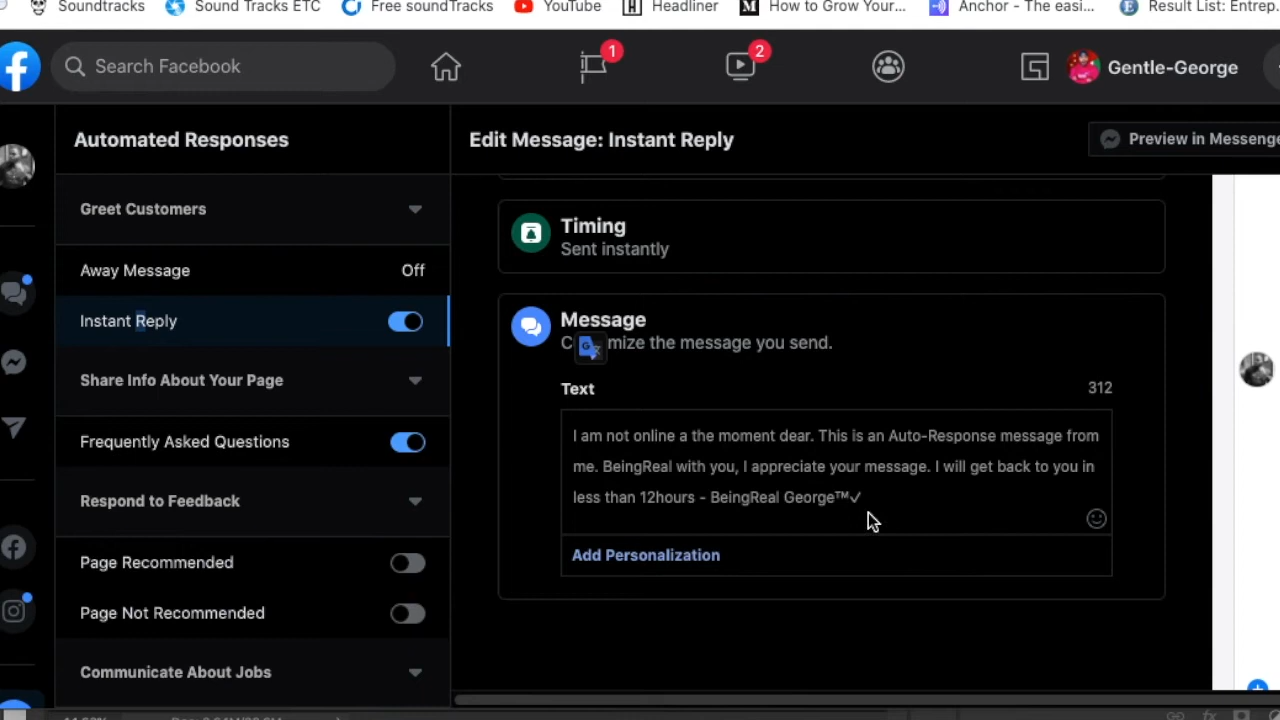 Soundtracks
Sound Tracks ETC
Free soundTracks
YouTube
H
Headliner
M
How to Grow Your...
Anchor - The easi...
E
Result List: Entrep.
f
Search Facebook
1
2
Gentle-George
Automated Responses
Edit Message: Instant Reply
Preview in Messenge
Greet Customers
Away Message
Off
Instant Reply
Share Info About Your Page
Frequently Asked Questions
Respond to Feedback
Page Recommended
Page Not Recommended
Communicate About Jobs
Timing
Sent instantly
Message
C mize the message you send.
Text
312
I am not online a the moment dear. This is an Auto-Response message from
me. BeingReal with you, I appreciate your message. I will get back to you in
less than 12hours - BeingReal George™✓
Add Personalization